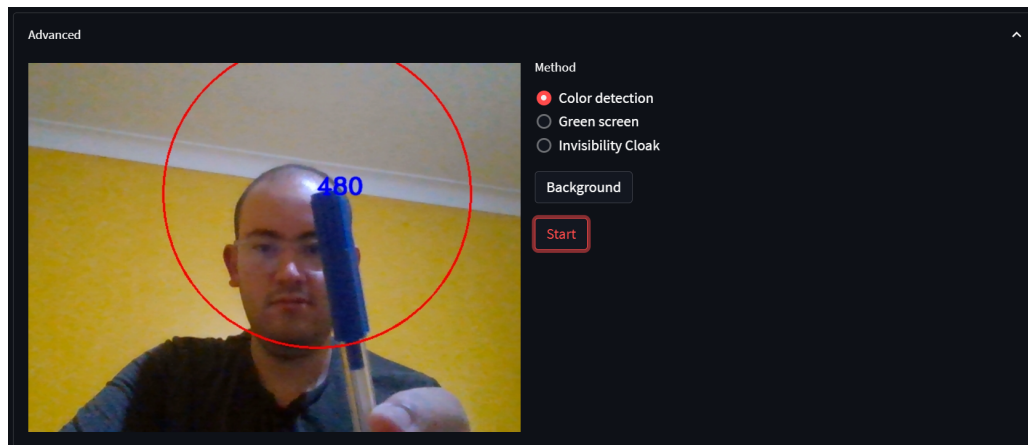 Advanced
Method
Color detection
Green screen
Invisibility Cloak
Background
Start
480